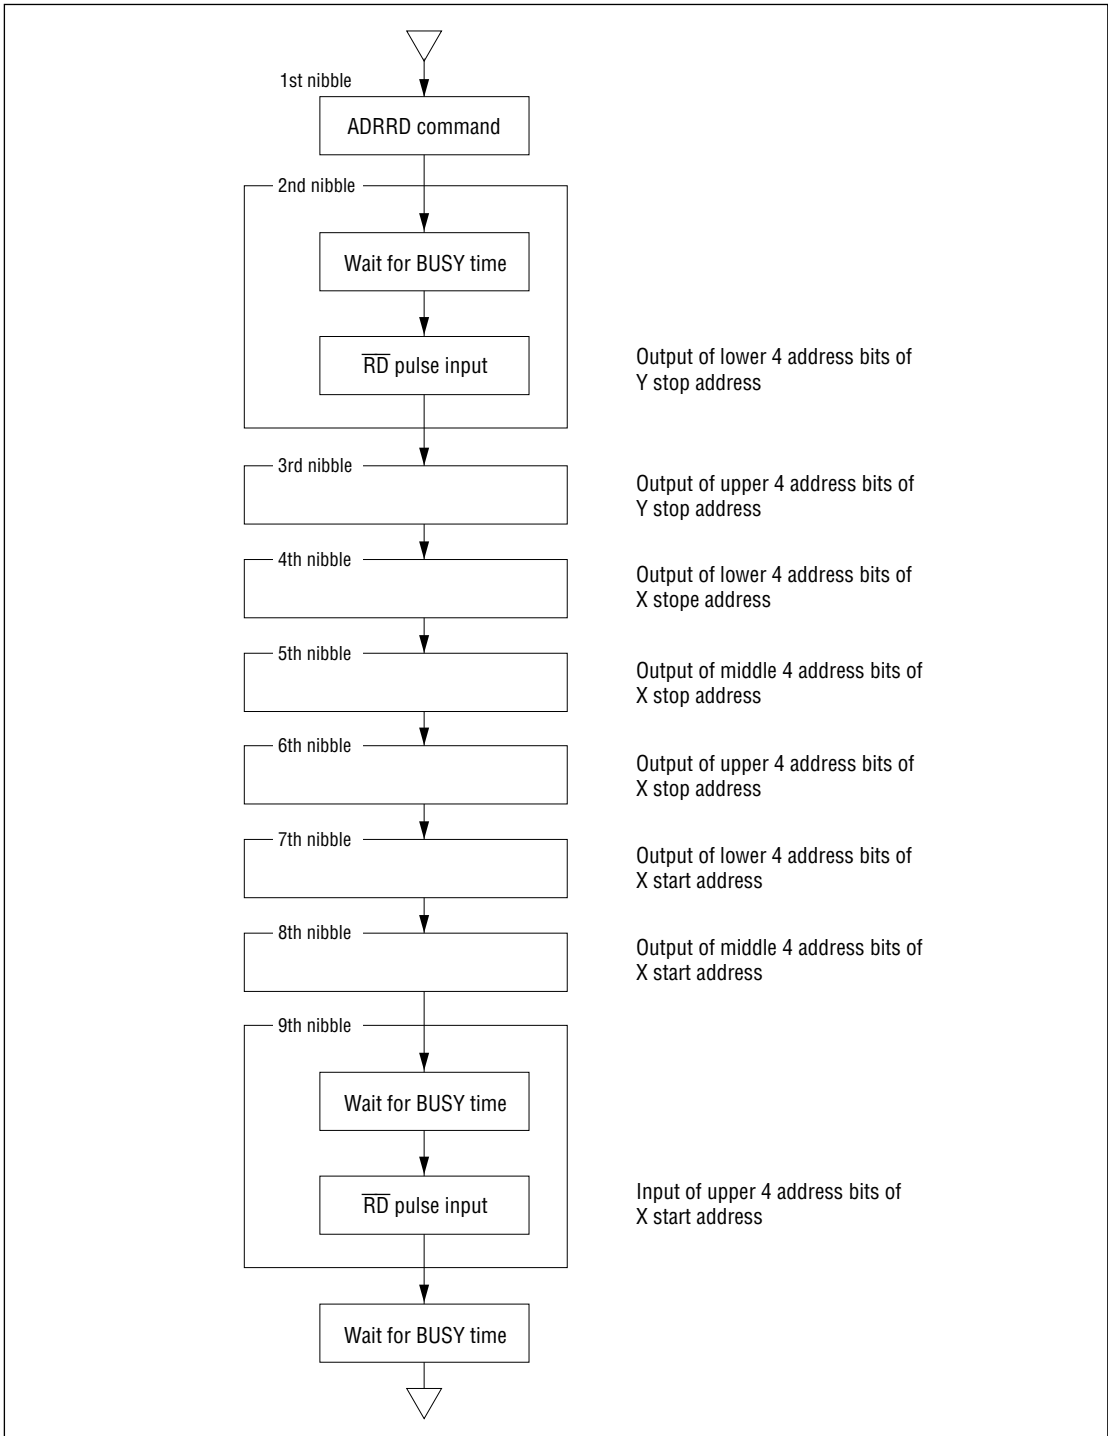 1st nibble
ADRRD command
2nd nibble
Wait for BUSY time
RD pulse input
Output of lower 4 address bits of
Y stop address
3rd nibble
Output of upper 4 address bits of
Y stop address
4th nibble
Output of lower 4 address bits of
X stope address
5th nibble
Output of middle 4 address bits of
X stop address
6th nibble
Output of upper 4 address bits of
X stop address
7th nibble
Output of lower 4 address bits of
X start address
8th nibble
Output of middle 4 address bits of
X start address
9th nibble
Wait for BUSY time
RD pulse input
Input of upper 4 address bits of
X start address
Wait for BUSY time